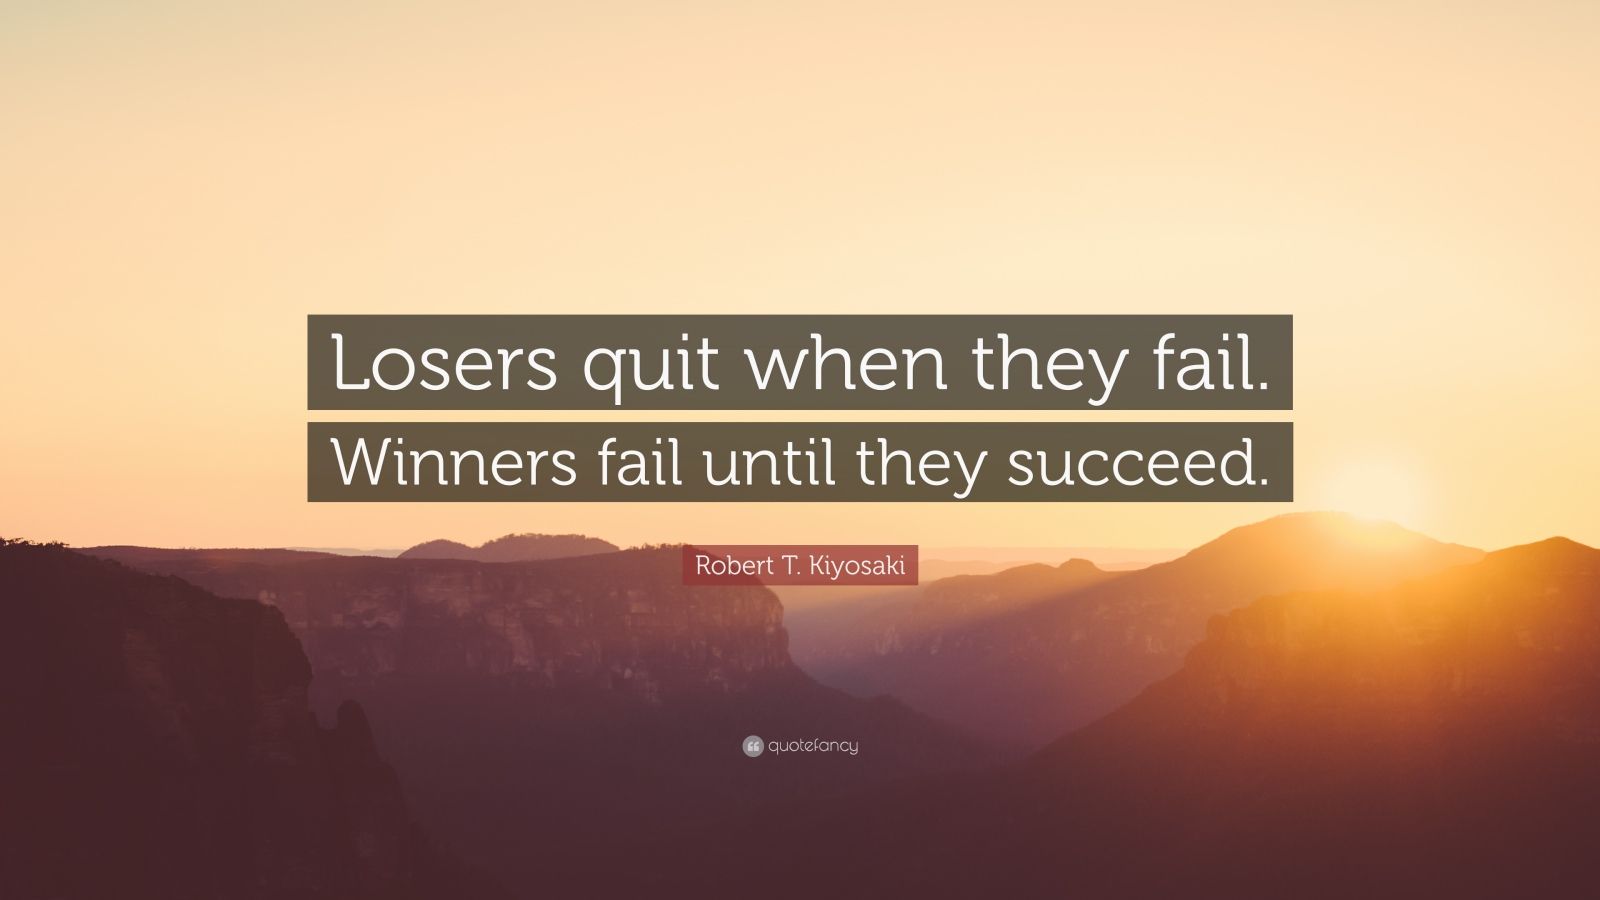 Losers quit when they fail.
Winners fail until they succeed.
Robert T. Kiyosaki
quotefancy